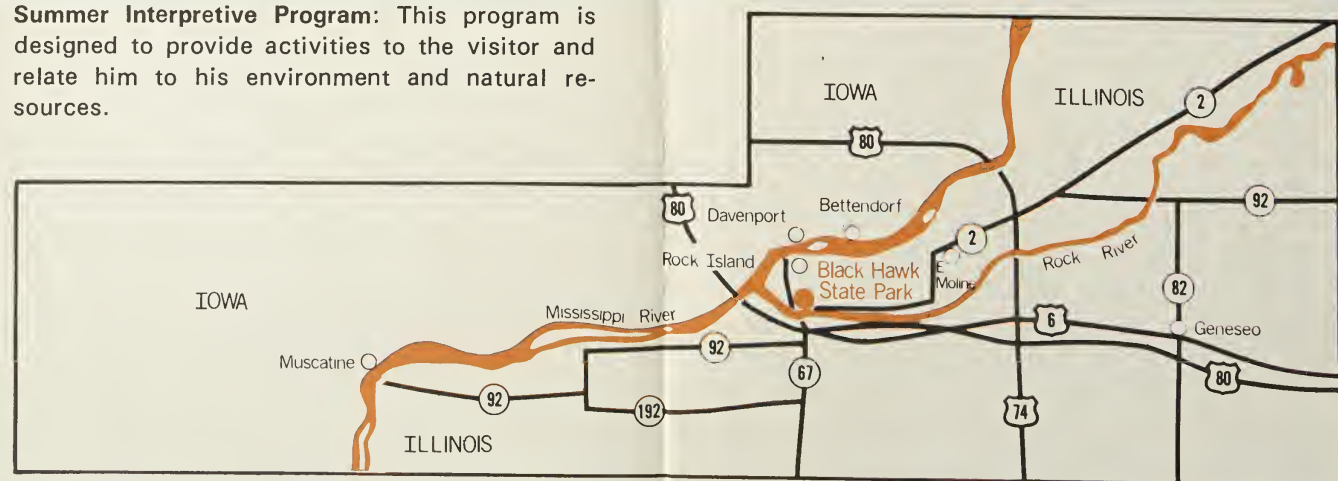 Summer Interpretive Program: This program is
designed to provide activities to the visitor and
relate him to his environment and natural re-
sources.
IOWA
ILLINOIS
2
80
92
80
Davenport
Bettendorf
2
Rock Island
Black Hawk
State Park
E
Moline
Rock River
82
IOWA
Mississippi River
6
Geneseo
Muscatine
92
67
80
92
192
74
ILLINOIS